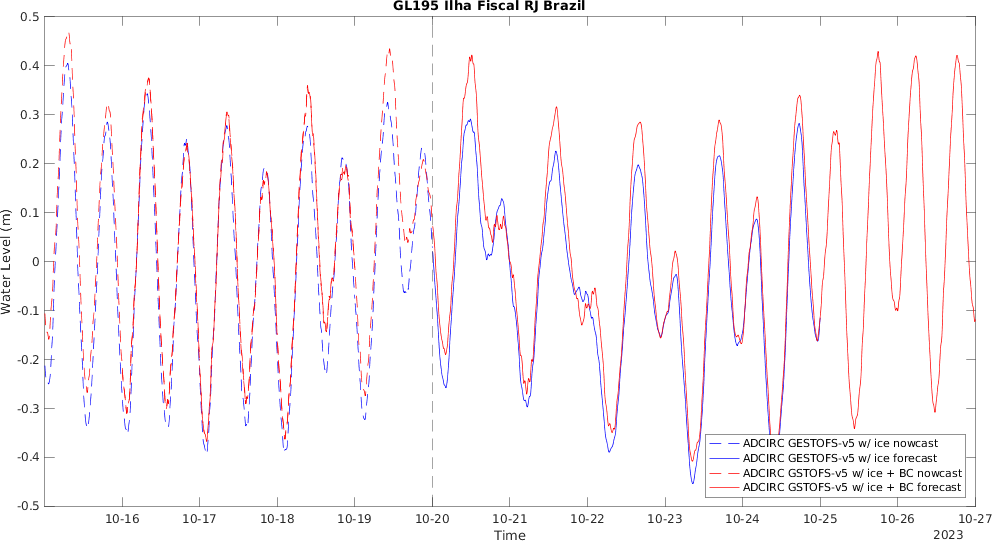 GL195 Ilha Fiscal RJ Brazil
0.5
0.4
0.3
0.2
0.1
0
-0.1
-0.2
-0.3
-0.4
-0.5
Water Level (m)
ADCIRC GESTOFS-v5 w/ ice nowcast
ADCIRC GESTOFS-v5 w/ ice forecast
ADCIRC GSTOFS-v5 w/ ice + BC nowcast
ADCIRC GSTOFS-v5 w/ ice + BC forecast
10-16 10-17 10-18 10-19 10-20 10-21 10-22 10-23 10-24 10-25 10-26 10-27
Time
2023